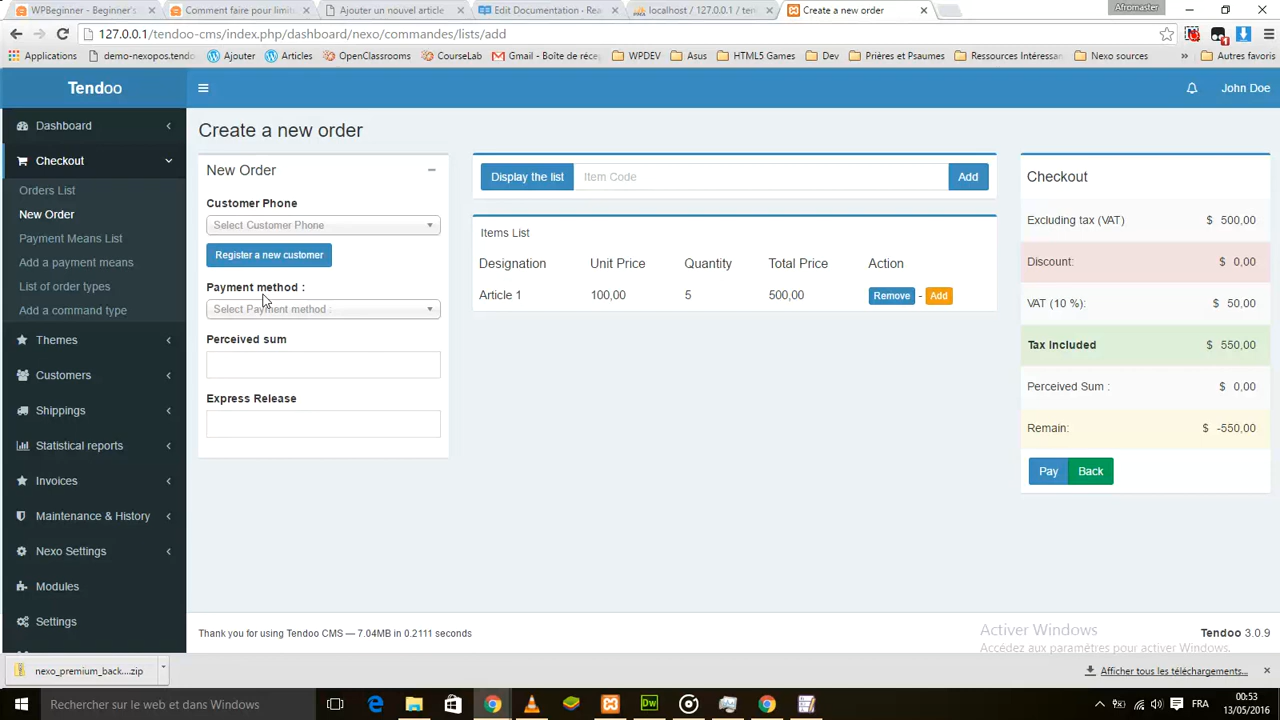 WPBeginner - Beginner's
Comment faire pour limit
Ajouter un nouvel article
Edit Documentation - Rea
localhost / 127.0.0.1 / ten
Create a new order
Afromaster
127.0.0.1/tendoo-cms/index.php/dashboard/nexo/commandes/lists/add
Applications
demo-nexopos.tendo
Ajouter
Articles
OpenClassrooms
CourseLab
Gmail - Boîte de récep
WPDEV
Asus
HTML5 Games
Dev
Prières et Psaumes
Ressources Intéressan
Nexo sources
»
Autres favoris
Tendoo
John Doe
Dashboard
Checkout
Orders List
New Order
Payment Means List
Add a payment means
List of order types
Add a command type
Themes
Customers
Shippings
Statistical reports
Invoices
Maintenance & History
Nexo Settings
Modules
Settings
Create a new order
New Order
Customer Phone
Select Customer Phone
Register a new customer
Payment method :
Select Payment method :
Perceived sum
Express Release
Display the list
Item Code
Add
Items List
Designation Unit Price Quantity Total Price Action
Article 1 100,00 5 500,00 Remove - Add
Checkout
Excluding tax (VAT) $ 500,00
Discount: $ 0,00
VAT (10 %): $ 50,00
Tax Included $ 550,00
Perceived Sum : $ 0,00
Remain: $ -550,00
Pay Back
Thank you for using Tendoo CMS — 7.04MB in 0.2111 seconds
Tendoo 3.0.9
Activer Windows
Accédez aux paramètres pour activer Windows.
nexo_premium_back....zip
Afficher tous les téléchargements...
Rechercher sur le web et dans Windows
FRA
00:53
13/05/2016